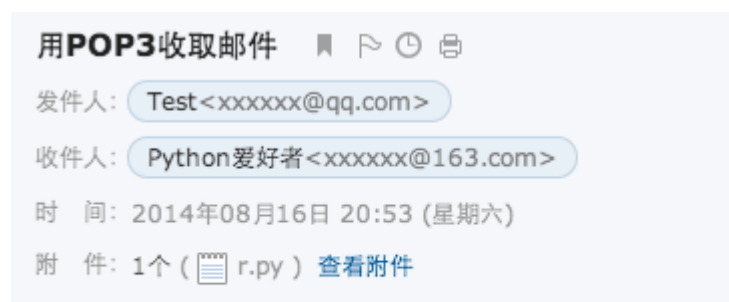 用POP3收取邮件
发件人: Test<xxxxxx@qq.com>
收件人: Python爱好者<xxxxxx@163.com>
时 间: 2014年08月16日 20:53 (星期六)
附 件: 1个 ( r.py ) 查看附件